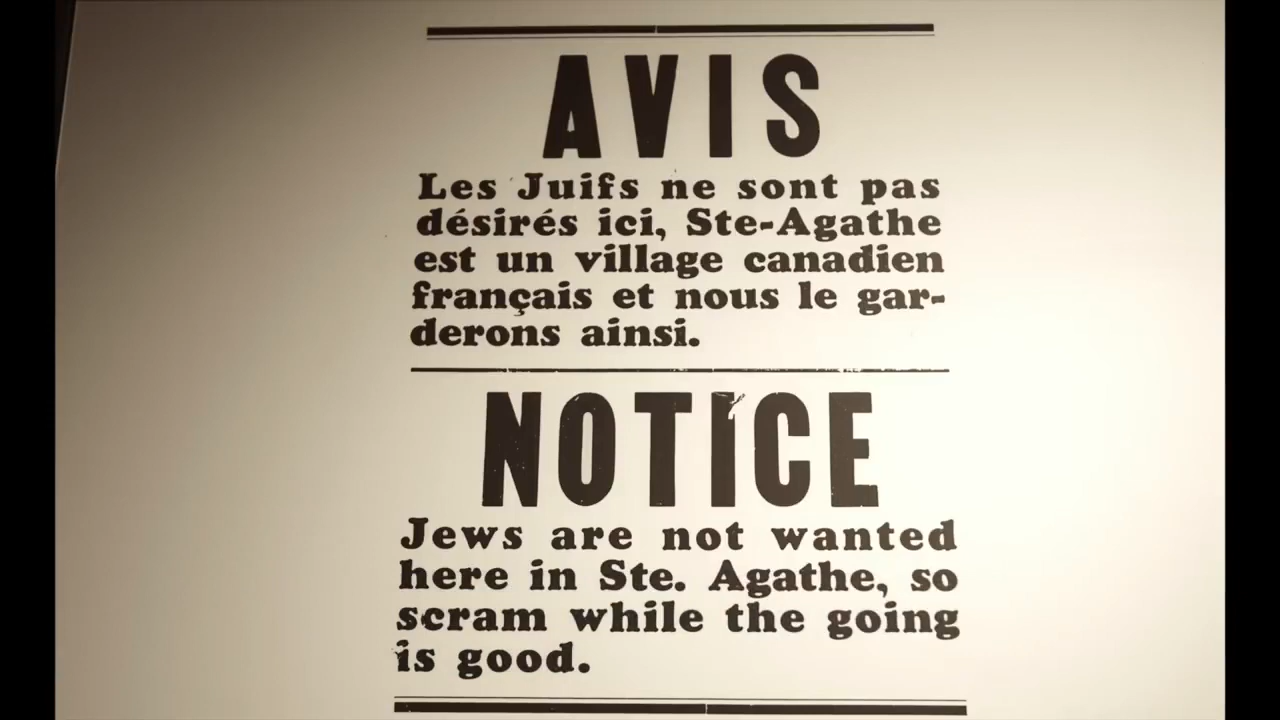 AVIS
Les Juifs ne sont pas
désirés ici, Ste-Agathe
est un village canadien
français et nous le gar-
derons ainsi.
NOTICE
Jews are not wanted
here in Ste. Agathe, so
scram while the going
is good.